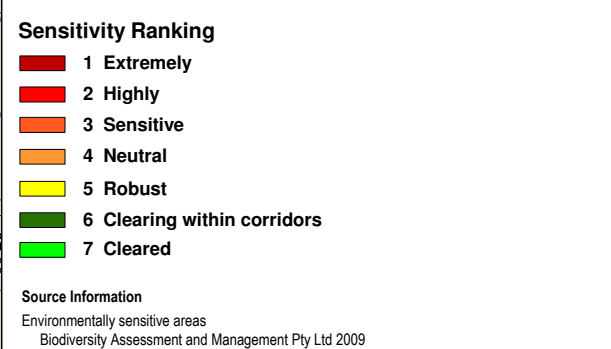 Sensitivity Ranking
1 Extremely
2 Highly
3 Sensitive
4 Neutral
5 Robust
6 Clearing within corridors
7 Cleared
Source Information
Environmentally sensitive areas
Biodiversity Assessment and Management Pty Ltd 2009